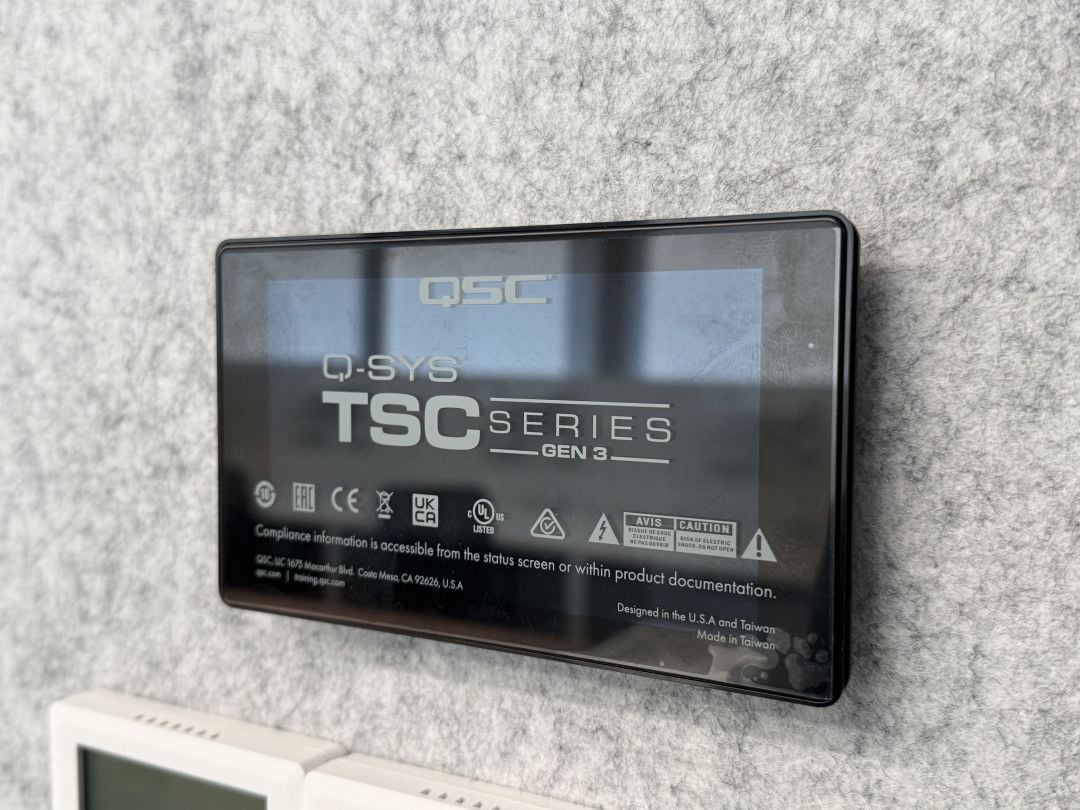 QSC
Q-SYS
TSC SERIES
GEN 3
10 EAC CE UK CA C UL US LISTED
AVIS
RISQUE DE CHOC
ELECTRIQUE
NE PAS OUVRIR
CAUTION
RISK OF ELECTRIC
SHOCK. DO NOT OPEN
Compliance information is accessible from the status screen or within product documentation.
QSC, LLC 1675 Macarthur Blvd. Costa Mesa, CA 92626, U.S.A
qsc.com | training.qsc.com
Designed in the U.S.A and Taiwan
Made in Taiwan